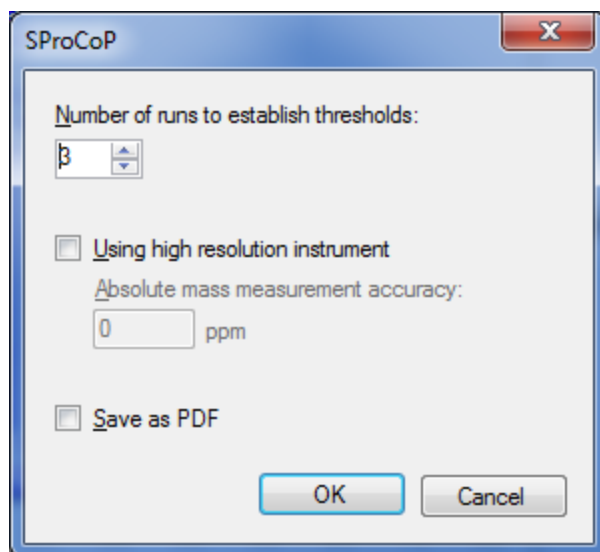 SProCoP
Number of runs to establish thresholds:
3
Using high resolution instrument
Absolute mass measurement accuracy:
0 ppm
Save as PDF
OK Cancel